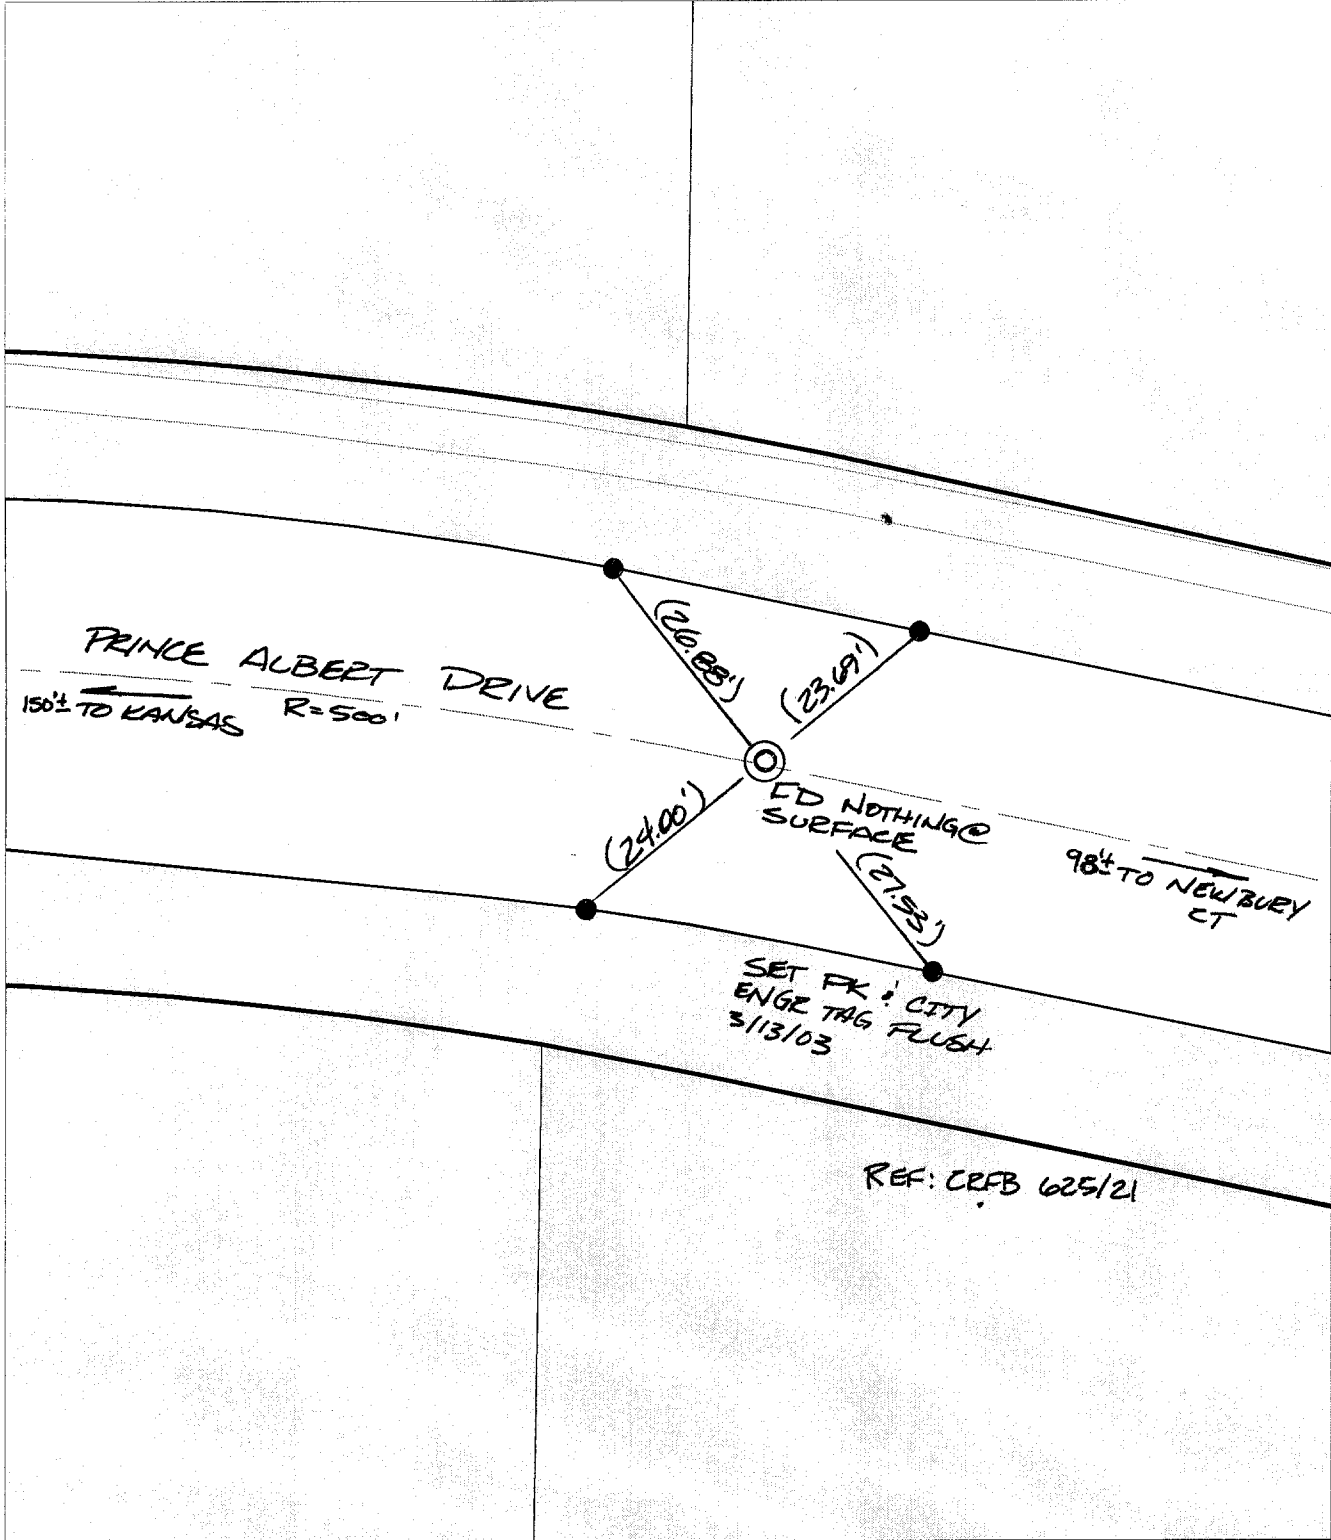 PRINCE ALBERT DRIVE
150'± TO KANSAS
R=500'
(26.88')
(23.69')
(24.00')
(27.53')
FD NOTHING@
SURFACE
98'± TO NEWBURY
CT
SET PK & CITY
ENGR TAG FLUSH
3/13/03
REF: CRFB 625/21